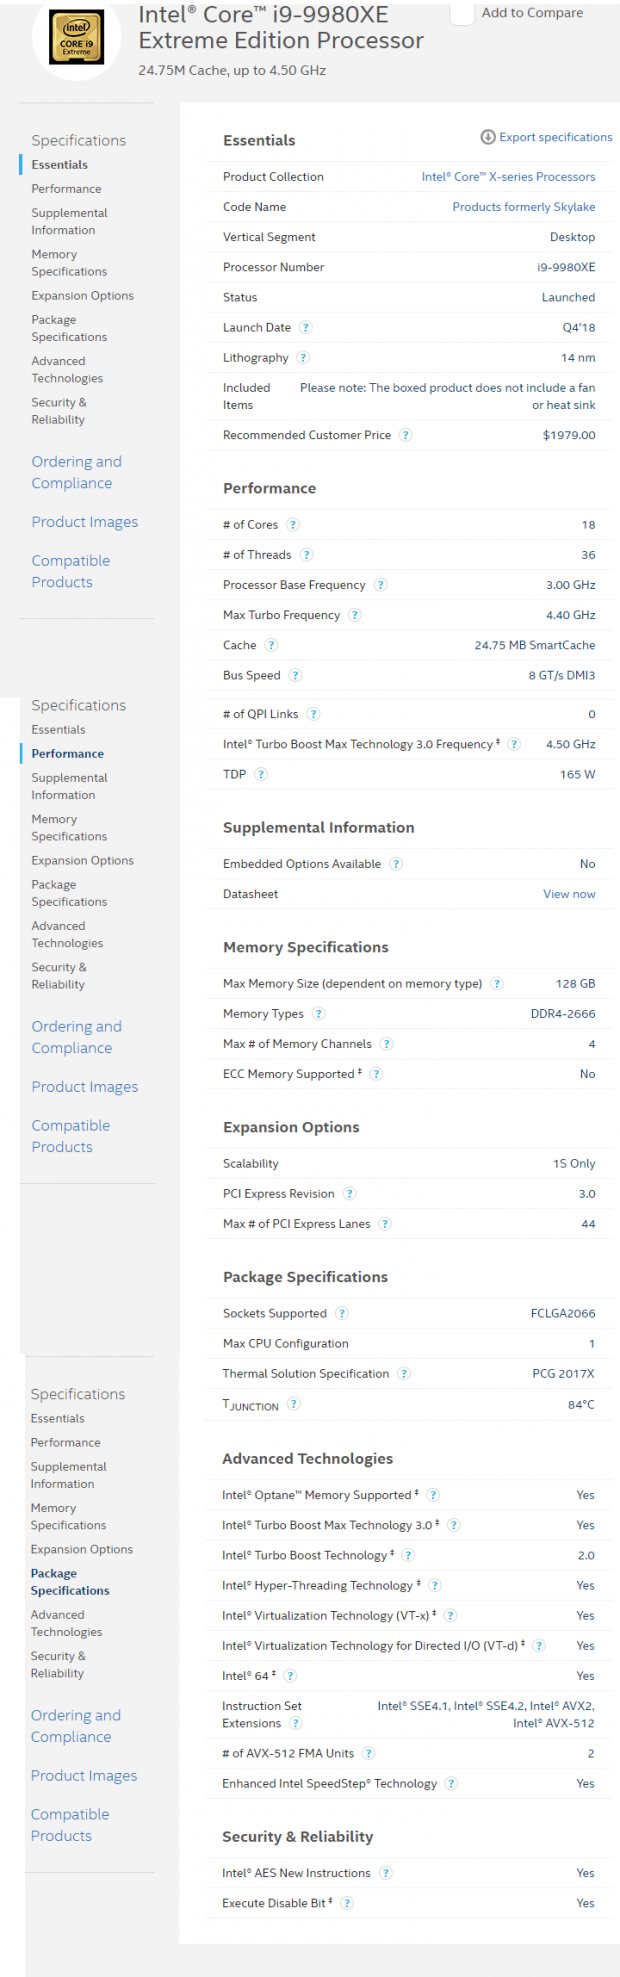 intel
CORE i9
Extreme
Intel® Core™ i9-9980XE
Extreme Edition Processor
24.75M Cache, up to 4.50 GHz
Add to Compare
Specifications
Essentials
Performance
Supplemental
Information
Memory
Specifications
Expansion Options
Package
Specifications
Advanced
Technologies
Security &
Reliability
Ordering and
Compliance
Product Images
Compatible
Products
Essentials
Export specifications
Product Collection Intel® Core™ X-series Processors
Code Name Products formerly Skylake
Vertical Segment Desktop
Processor Number i9-9980XE
Status Launched
Launch Date ? Q4'18
Lithography ? 14 nm
Included Please note: The boxed product does not include a fan
Items or heat sink
Recommended Customer Price ? $1979.00
Performance
# of Cores ? 18
# of Threads ? 36
Processor Base Frequency ? 3.00 GHz
Max Turbo Frequency ? 4.40 GHz
Cache ? 24.75 MB SmartCache
Bus Speed ? 8 GT/s DMI3
Specifications
Essentials
Performance
Supplemental
Information
Memory
Specifications
Expansion Options
Package
Specifications
Advanced
Technologies
Security &
Reliability
Ordering and
Compliance
Product Images
Compatible
Products
# of QPI Links ? 0
Intel® Turbo Boost Max Technology 3.0 Frequency ‡ ? 4.50 GHz
TDP ? 165 W
Supplemental Information
Embedded Options Available ? No
Datasheet View now
Memory Specifications
Max Memory Size (dependent on memory type) ? 128 GB
Memory Types ? DDR4-2666
Max # of Memory Channels ? 4
ECC Memory Supported ‡ ? No
Expansion Options
Scalability 1S Only
PCI Express Revision ? 3.0
Max # of PCI Express Lanes ? 44
Package Specifications
Sockets Supported ? FCLGA2066
Max CPU Configuration 1
Thermal Solution Specification ? PCG 2017X
TJUNCTION ? 84°C
Specifications
Essentials
Performance
Supplemental
Information
Memory
Specifications
Expansion Options
Package
Specifications
Advanced
Technologies
Security &
Reliability
Ordering and
Compliance
Product Images
Compatible
Products
Advanced Technologies
Intel® Optane™ Memory Supported ‡ ? Yes
Intel® Turbo Boost Max Technology 3.0 ‡ ? Yes
Intel® Turbo Boost Technology ‡ ? 2.0
Intel® Hyper-Threading Technology ‡ ? Yes
Intel® Virtualization Technology (VT-x) ‡ ? Yes
Intel® Virtualization Technology for Directed I/O (VT-d) ‡ ? Yes
Intel® 64 ‡ ? Yes
Instruction Set Intel® SSE4.1, Intel® SSE4.2, Intel® AVX2,
Extensions ? Intel® AVX-512
# of AVX-512 FMA Units ? 2
Enhanced Intel SpeedStep® Technology ? Yes
Security & Reliability
Intel® AES New Instructions ? Yes
Execute Disable Bit ‡ ? Yes